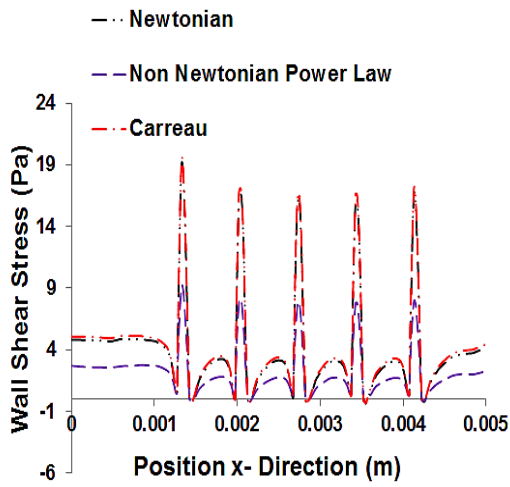 Newtonian
Non Newtonian Power Law
Carreau
Wall Shear Stress (Pa)
24
19
14
9
4
-1
-6
0 0.001 0.002 0.003 0.004 0.005
Position x- Direction (m)